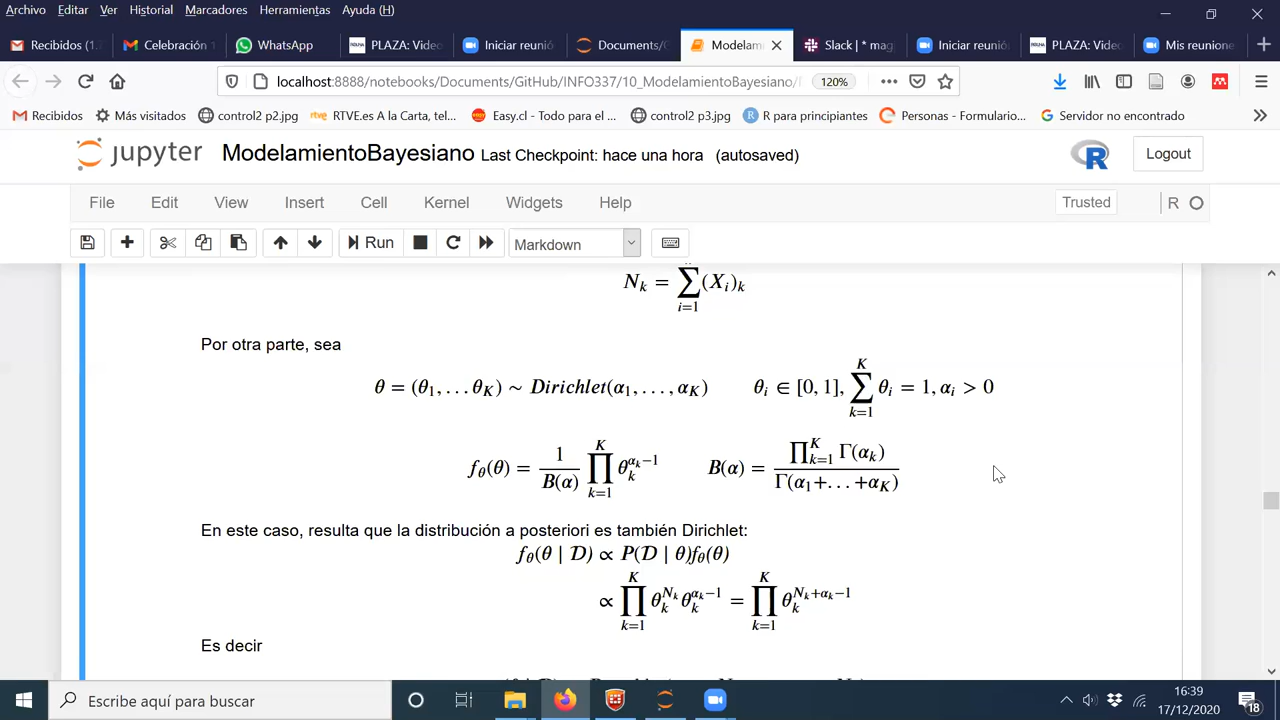 Archivo Editar Ver Historial Marcadores Herramientas Ayuda (H)
Recibidos (1.7 Celebración 1 WhatsApp PLAZA: Video Iniciar reunió Documents/G Modelam Slack | * mag Iniciar reunió PLAZA: Vide Mis reunione
localhost:8888/notebooks/Documents/GitHub/INFO337/10_ModelamientoBayesiano/ 120%
Recibidos Más visitados control2 p2.jpg RTVE.es A la Carta, tel... Easy.cl - Todo para el ... control2 p3.jpg R para principiantes Personas - Formulario... Servidor no encontrado
jupyter ModelamientoBayesiano Last Checkpoint: hace una hora (autosaved) R Logout
File Edit View Insert Cell Kernel Widgets Help Trusted R
Run Markdown
N_k = ∑_{i=1} (X_i)_k
Por otra parte, sea
θ = (θ_1, . . . θ_K) ~ Dirichlet(α_1, . . . , α_K) θ_i ∈ [0, 1], ∑_{k=1}^{K} θ_i = 1, α_i > 0
f_θ(θ) = \frac{1}{B(α)} ∏_{k=1}^{K} θ_k^{α_k−1} B(α) = \frac{∏_{k=1}^{K} Γ(α_k)}{Γ(α_1+. . . +α_K)}
En este caso, resulta que la distribución a posteriori es también Dirichlet:
f_θ(θ | D) ∝ P(D | θ)f_θ(θ)
∝ ∏_{k=1}^{K} θ_k^{N_k} θ_k^{α_k−1} = ∏_{k=1}^{K} θ_k^{N_k+α_k−1}
Es decir
Escribe aquí para buscar
16:39
17/12/2020
18